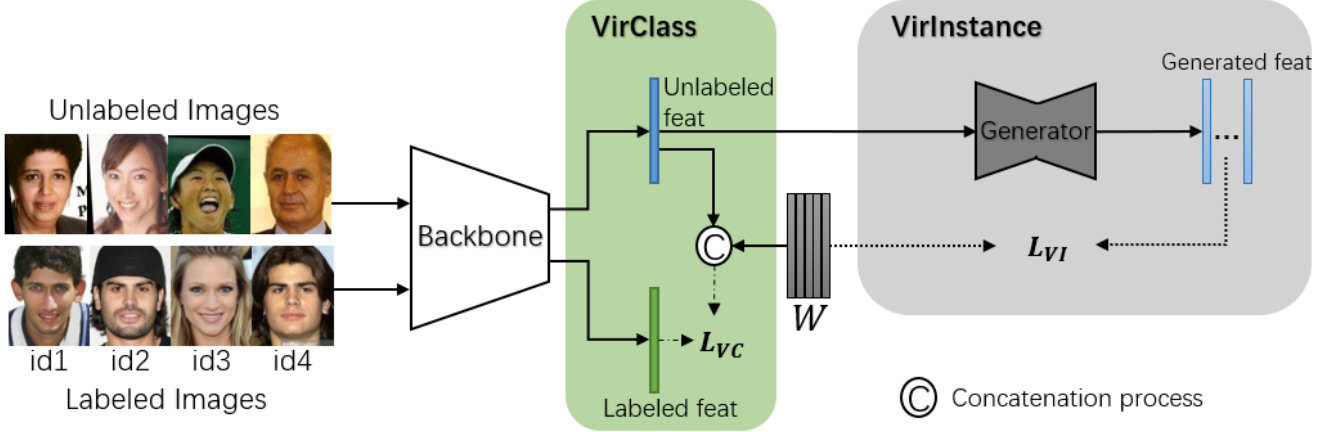 VirClass
VirInstance
Unlabeled Images
Unlabeled
feat
Generated feat
Generator
...
Backbone
C
L_VI
W
L_VC
id1 id2 id3 id4
Labeled Images
Labeled feat
C Concatenation process